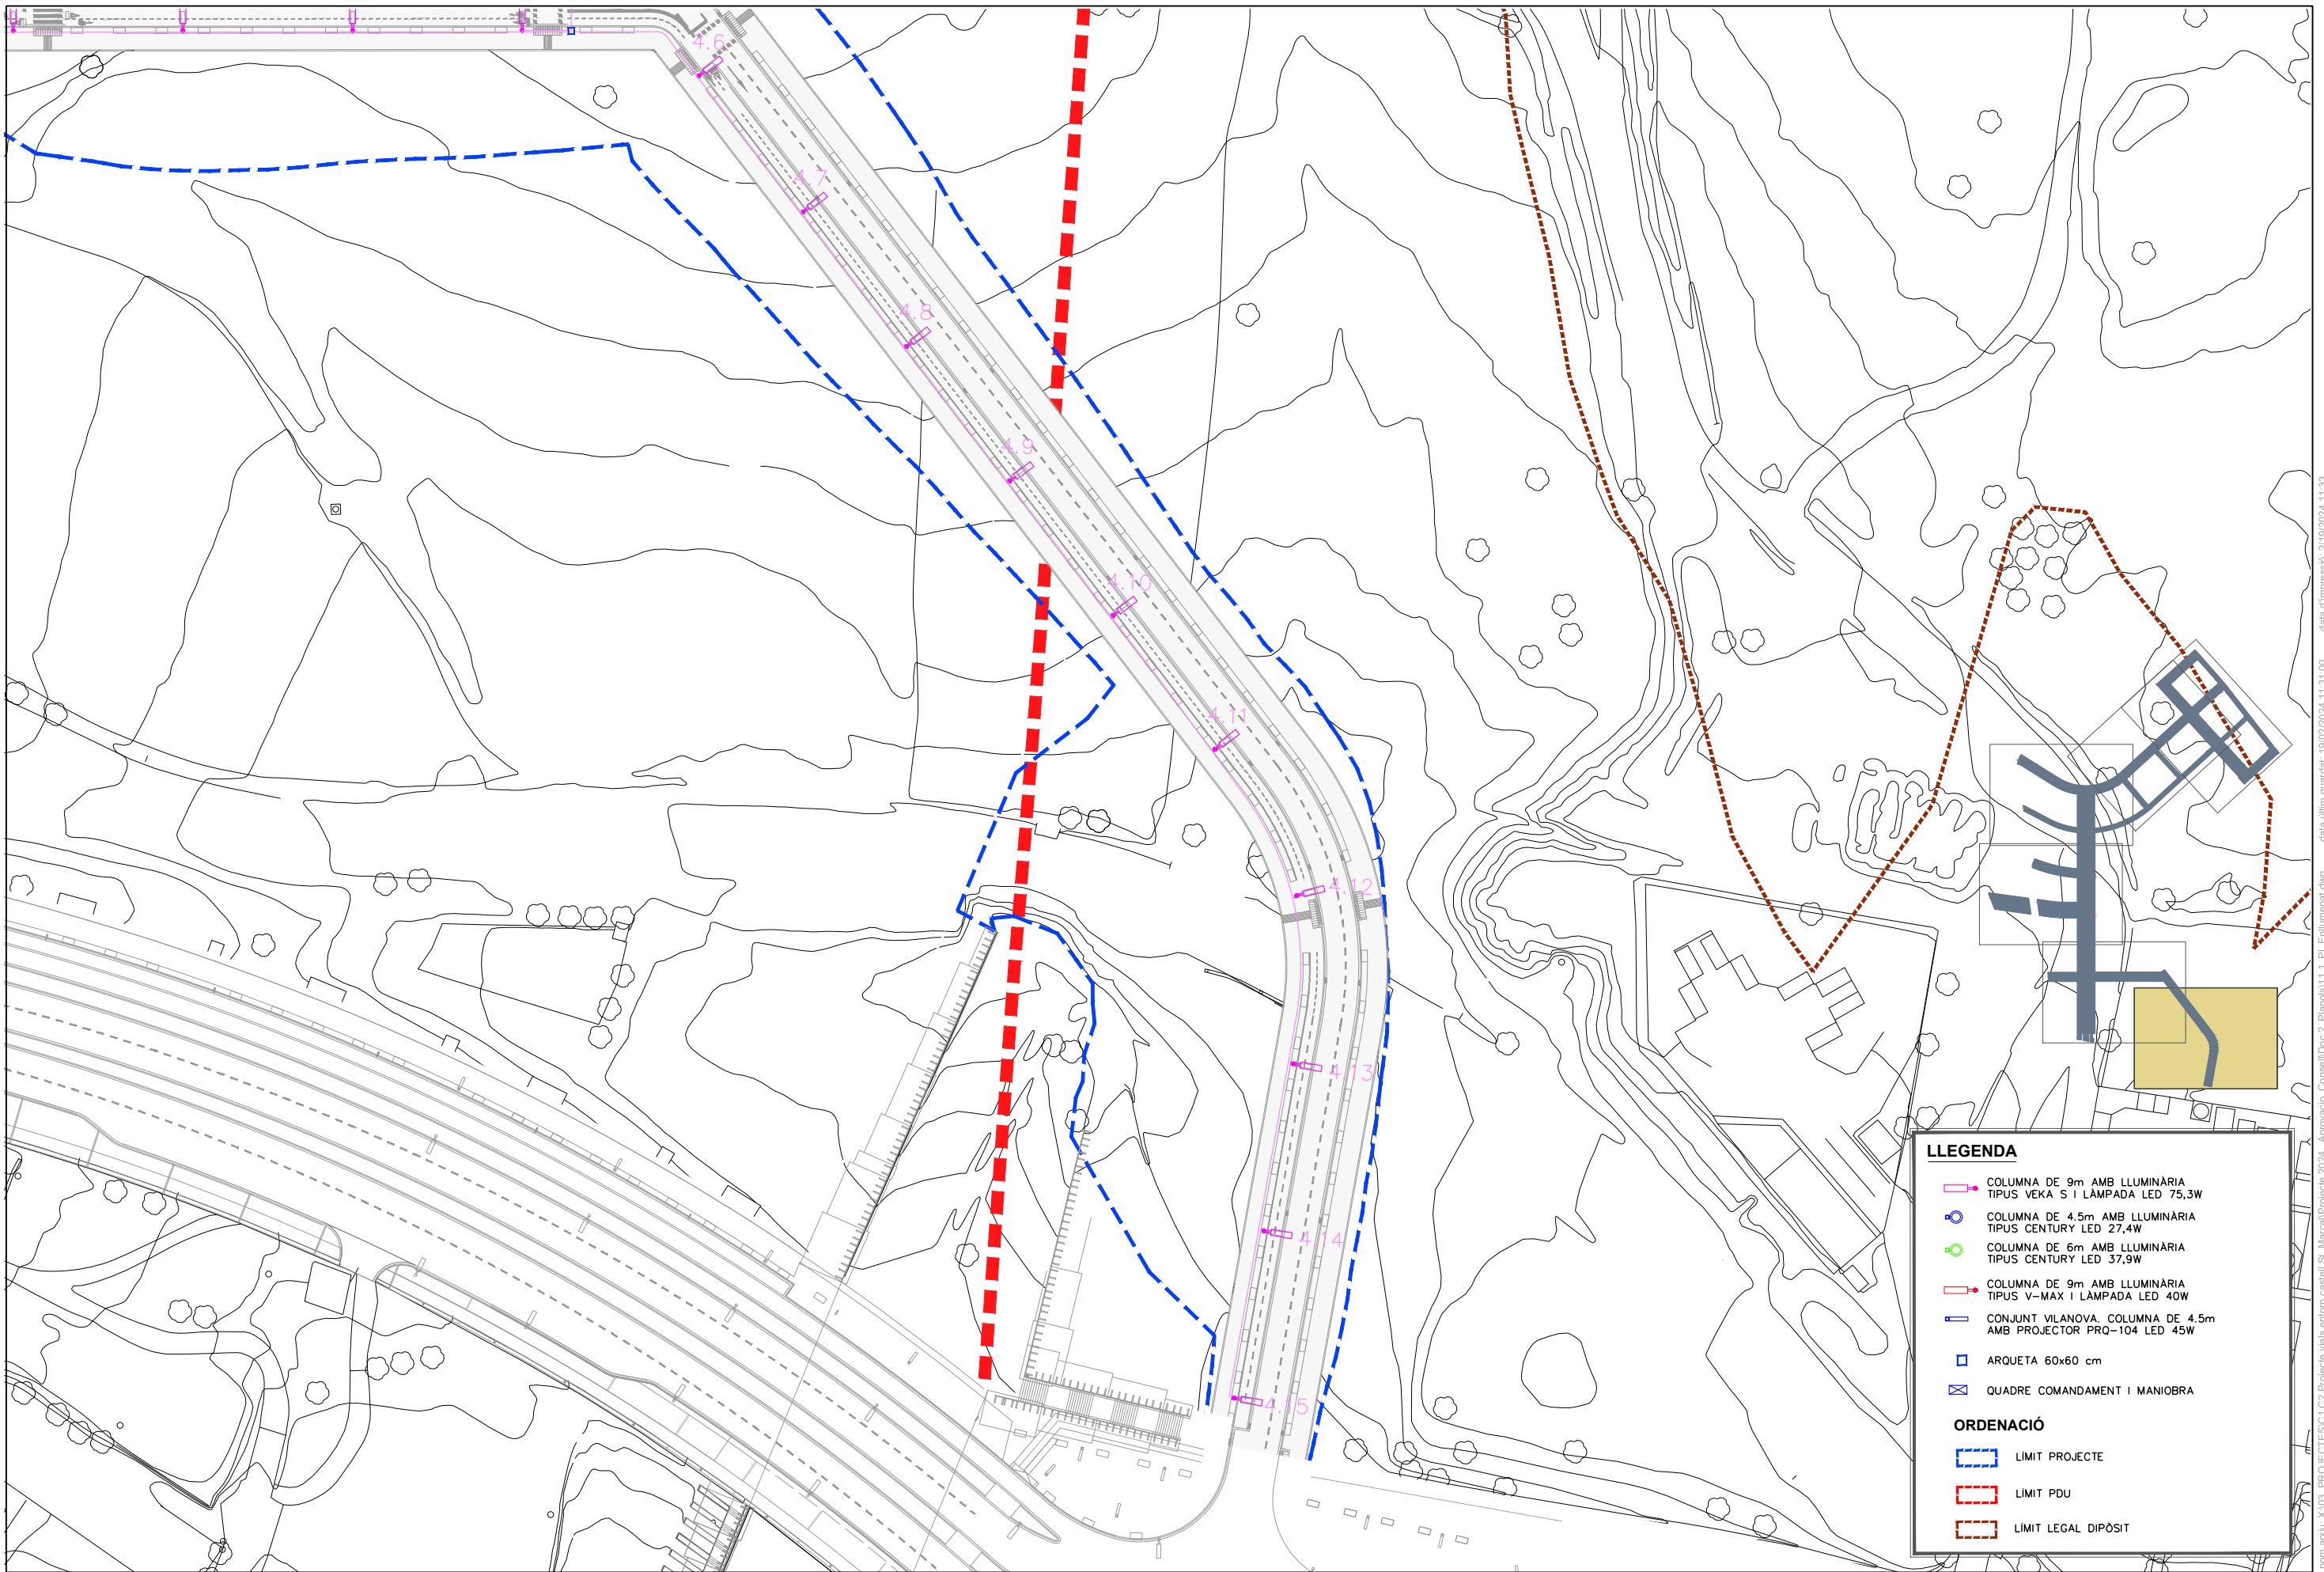 4.6
4.7
4.8
4.9
4.10
4.11
4.12
4.13
4.14
4.15
LLEGENDA
COLUMNA DE 9m AMB LLUMINÀRIA
TIPUS VEKA S I LÀMPADA LED 75,3W
COLUMNA DE 4.5m AMB LLUMINÀRIA
TIPUS CENTURY LED 27,4W
COLUMNA DE 6m AMB LLUMINÀRIA
TIPUS CENTURY LED 37,9W
COLUMNA DE 9m AMB LLUMINÀRIA
TIPUS V-MAX I LÀMPADA LED 40W
CONJUNT VILANOVA. COLUMNA DE 4.5m
AMB PROJECTOR PRQ-104 LED 45W
ARQUETA 60x60 cm
QUADRE COMANDAMENT I MANIOBRA
ORDENACIÓ
LÍMIT PROJECTE
LÍMIT PDU
LÍMIT LEGAL DIPÒSIT